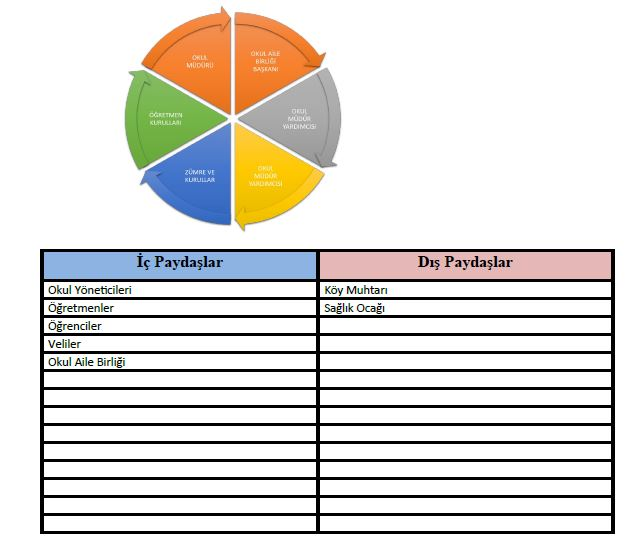 OKUL
MÜDÜRÜ
OKUL AİLE
BİRLİĞİ
BAŞKANI
OKUL
MÜDÜR
YARDIMCISI
OKUL
MÜDÜR
YARDIMCISI
ZÜMRE VE
KURULLAR
ÖĞRETMEN
KURULLARI
İç Paydaşlar	Dış Paydaşlar
Okul Yöneticileri	Köy Muhtarı
Öğretmenler	Sağlık Ocağı
Öğrenciler
Veliler
Okul Aile Birliği